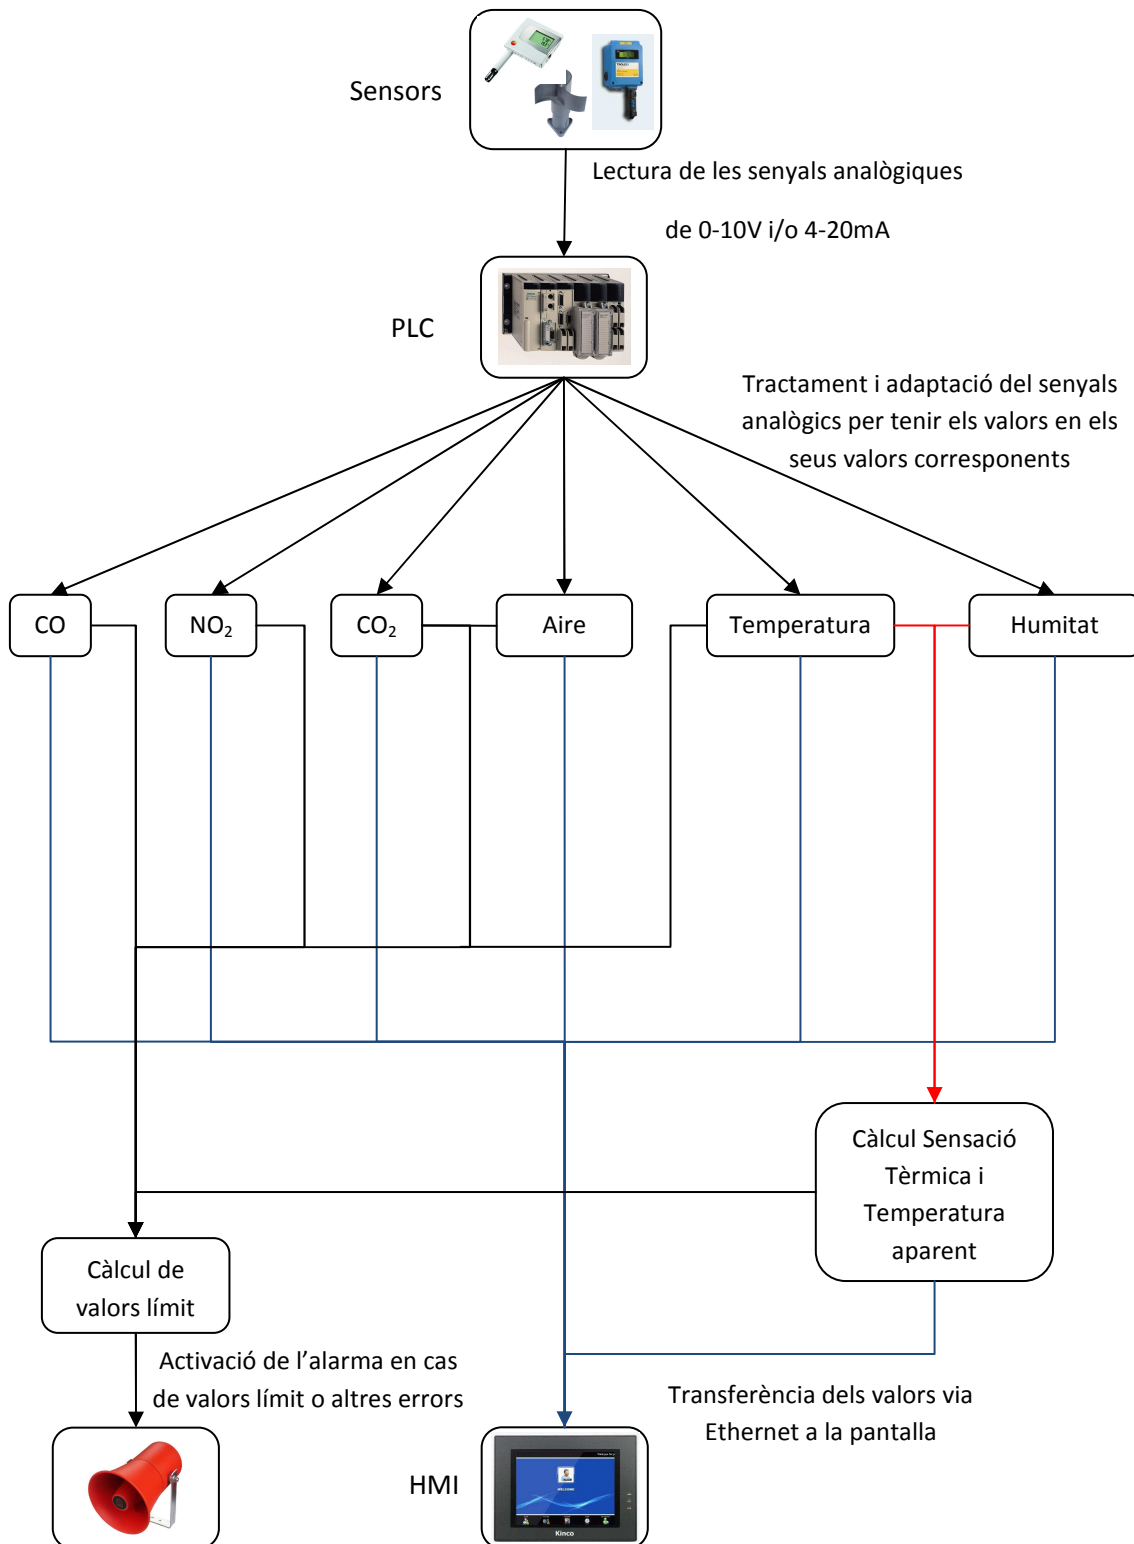 Sensors
Lectura de les senyals analògiques
de 0-10V i/o 4-20mA
PLC
Tractament i adaptació del senyals
analògics per tenir els valors en els
seus valors corresponents
CO
NO₂
CO₂
Aire
Temperatura
Humitat
Càlcul Sensació
Tèrmica i
Temperatura
aparent
Càlcul de
valors límit
Activació de l’alarma en cas
de valors límit o altres errors
Transferència dels valors via
Ethernet a la pantalla
HMI
WELCOME
Kinco